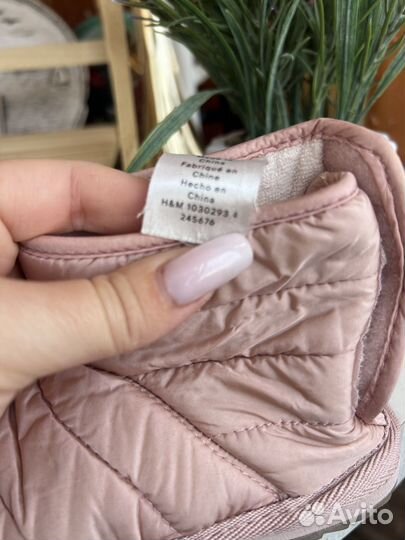 China
Fabriqué en
Chine
Hecho en
China
H&M 1030293 4
245676
Avito